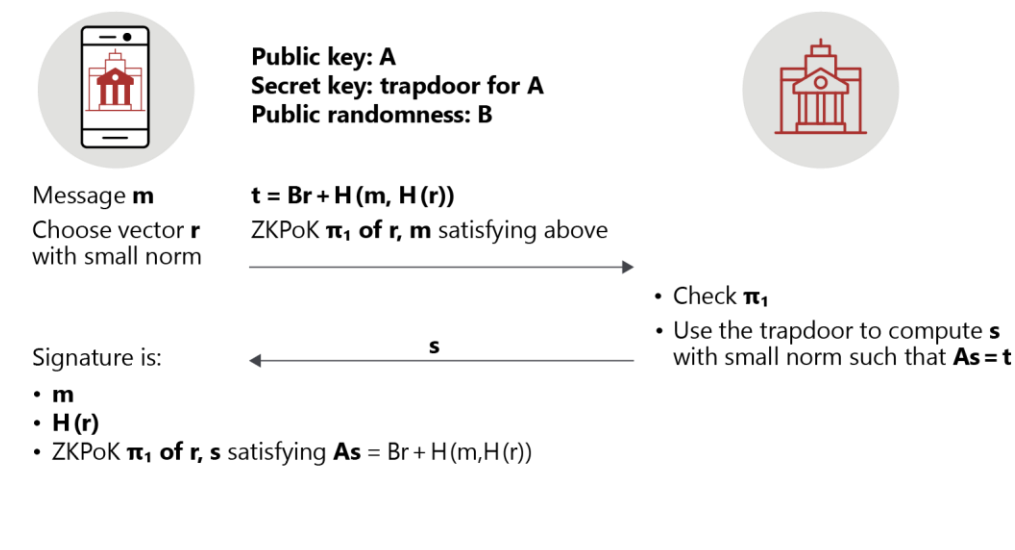 Public key: A
Secret key: trapdoor for A
Public randomness: B
Message m
t = Br + H(m, H(r))
Choose vector r
with small norm
ZKPoK π₁ of r, m satisfying above
• Check π₁
• Use the trapdoor to compute s
with small norm such that As = t
s
Signature is:
• m
• H(r)
• ZKPoK π₁ of r, s satisfying As = Br + H(m,H(r))